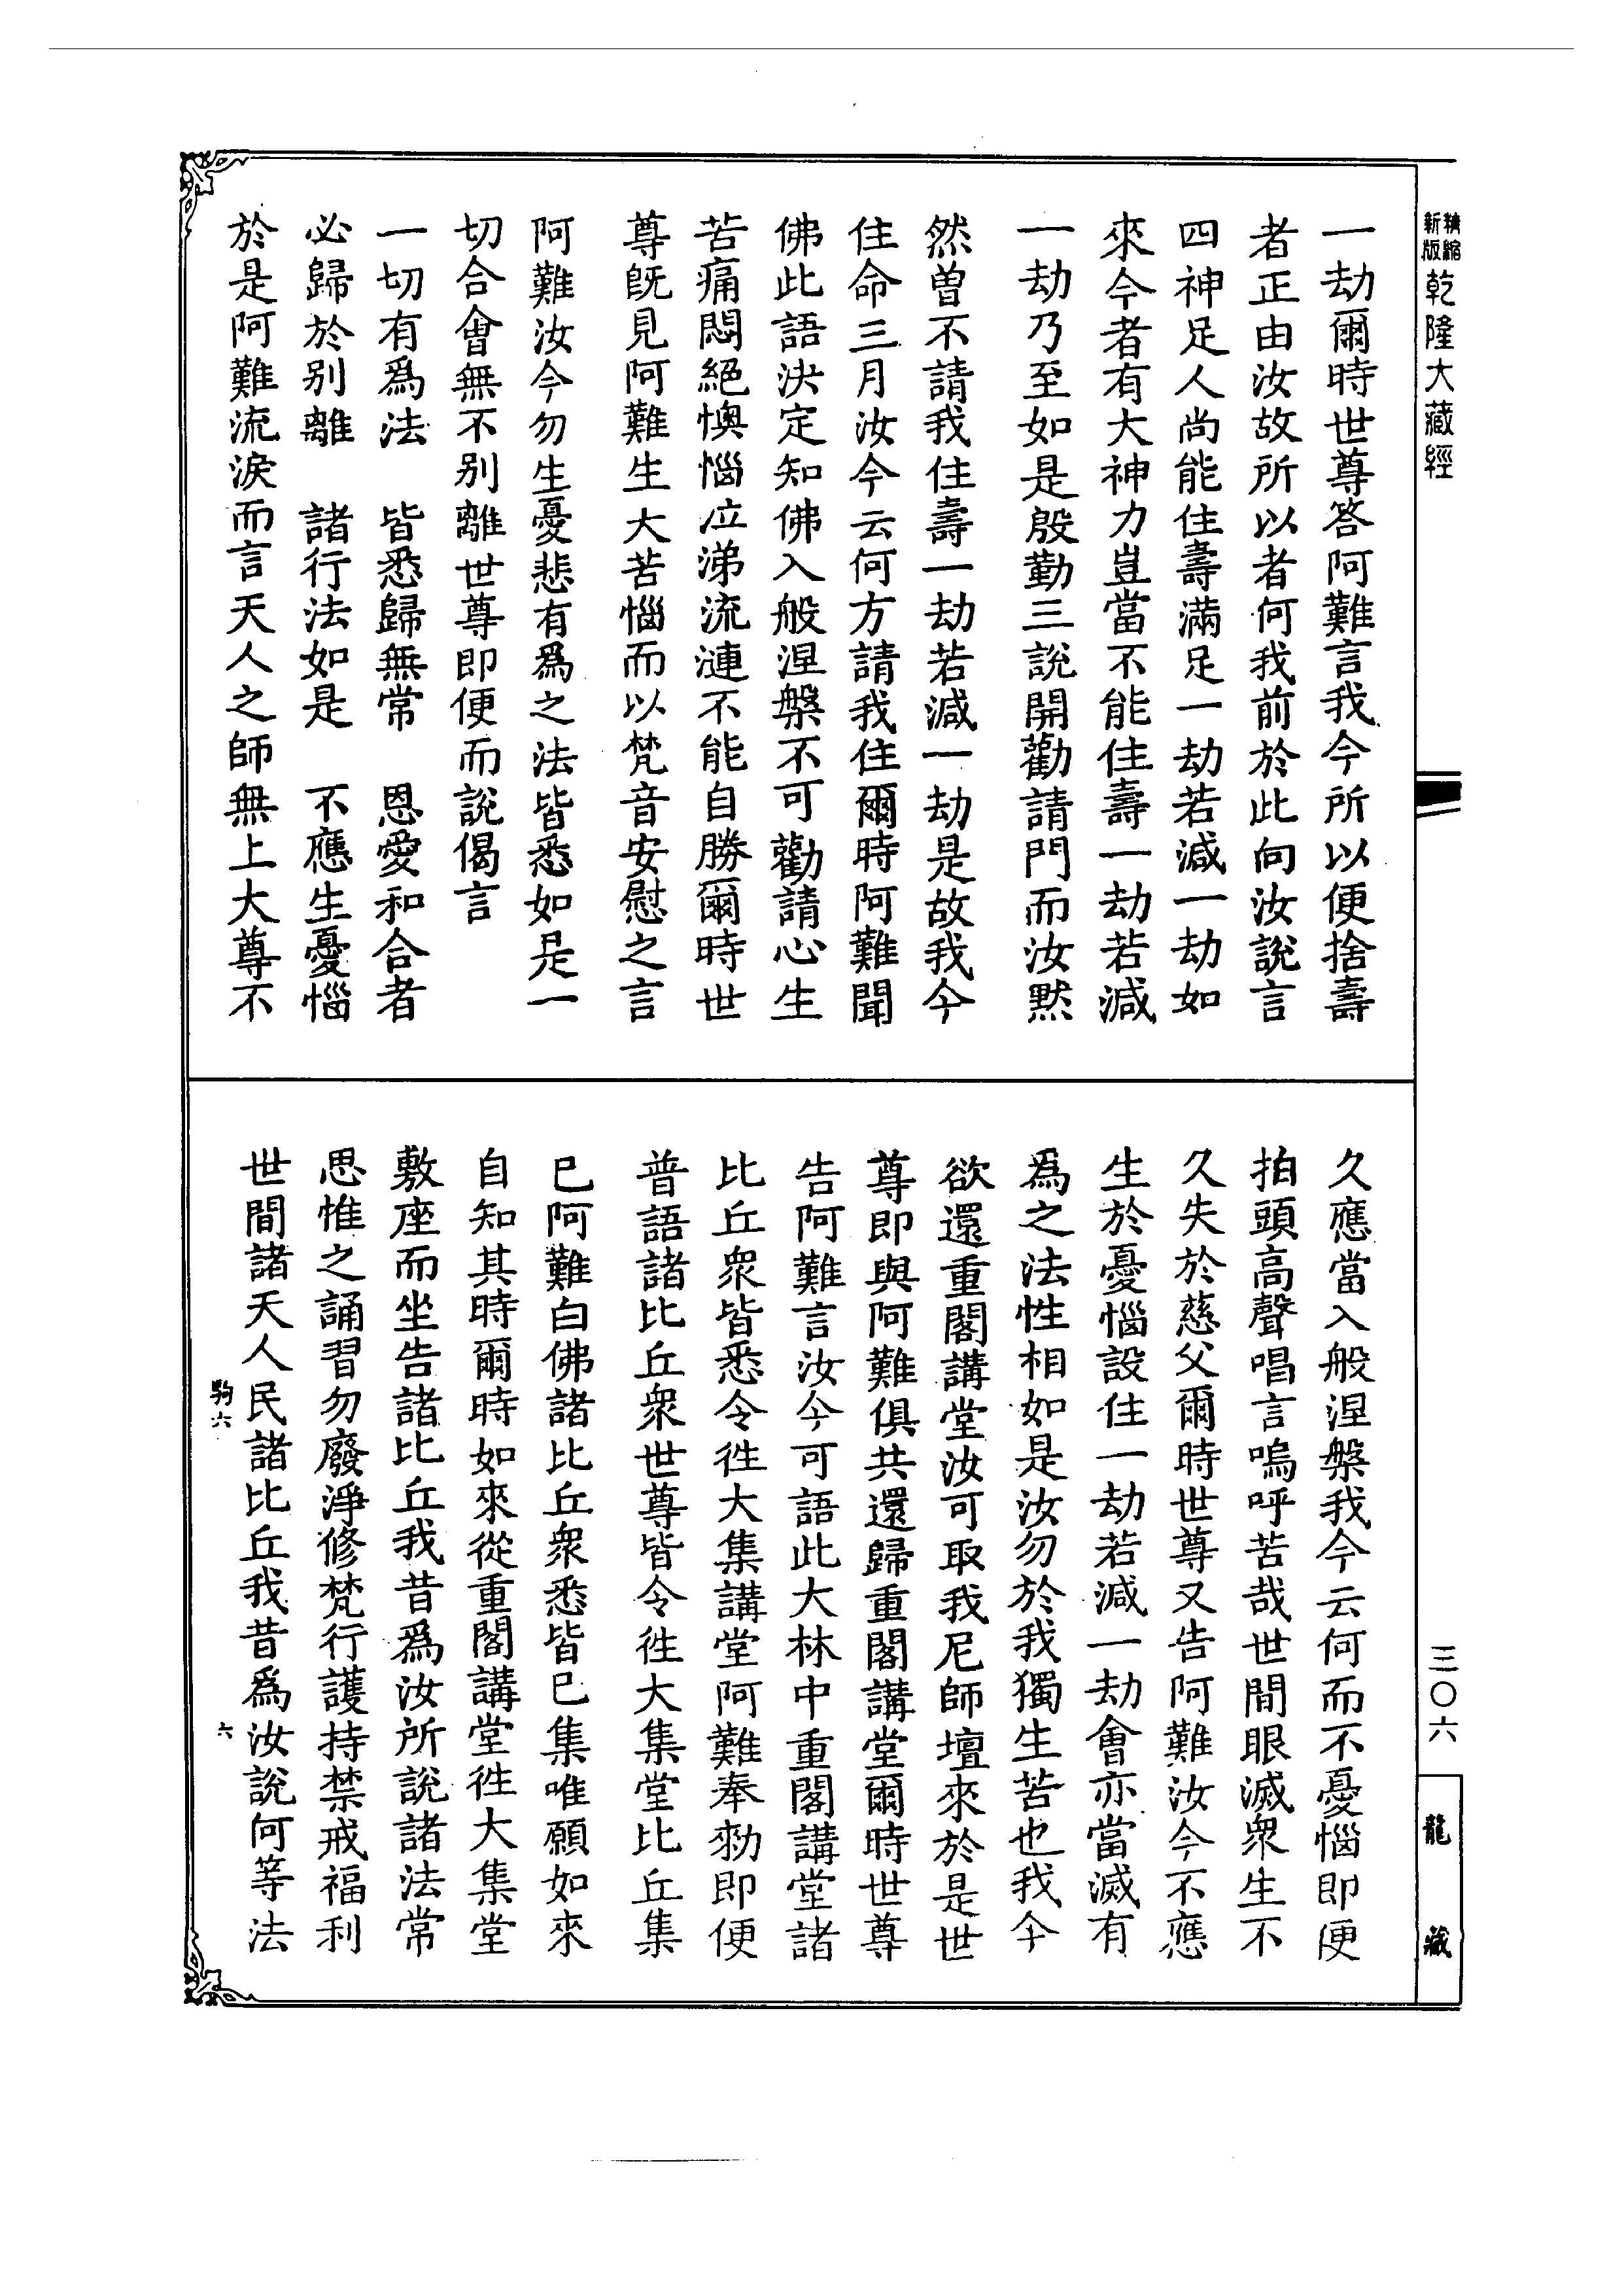 新版精縮
乾隆大藏經
一劫爾時世尊答阿難言我今所以便捨壽
者正由汝故所以者何我前於此向汝說言
四神足人尚能住壽滿足一劫若減一劫如
來今者有大神力豈當不能住壽一劫若減
一劫乃至如是殷勤三說開勸請門而汝黙
然曽不請我住壽一劫若減一劫是故我今
住命三月汝今云何方請我住爾時阿難聞
佛此語決定知佛入般涅槃不可勸請心生
苦痛悶絕懊惱泣涕流漣不能自勝爾時世
尊旣見阿難生大苦惱而以梵音安慰之言
阿難汝今勿生憂悲有爲之法皆悉如是一
切合會無不別離世尊即便而說偈言
一切有爲法　皆悉歸無常　恩愛和合者
必歸於別離　諸行法如是　不應生憂惱
於是阿難流淚而言天人之師無上大尊不
久應當入般涅槃我今云何而不憂惱即便
拍頭高聲唱言嗚呼苦哉世間眼滅衆生不
久失於慈父爾時世尊又告阿難汝今不應
生於憂惱設住一劫若減一劫會亦當滅有
爲之法性相如是汝勿於我獨生苦也我今
欲還重閣講堂汝可取我尼師壇來於是世
尊即與阿難俱共還歸重閣講堂爾時世尊
告阿難言汝今可語此大林中重閣講堂諸
比丘衆皆悉令徃大集講堂阿難奉勑即便
普語諸比丘衆世尊皆令徃大集堂比丘集
已阿難白佛諸比丘衆悉皆已集唯願如來
自知其時爾時如來從重閣講堂徃大集堂
敷座而坐告諸比丘我昔爲汝所說諸法常
思惟之誦習勿廢淨修梵行護持禁戒福利
世間諸天人民諸比丘我昔爲汝說何等法
駒六
六
三〇六
龍藏